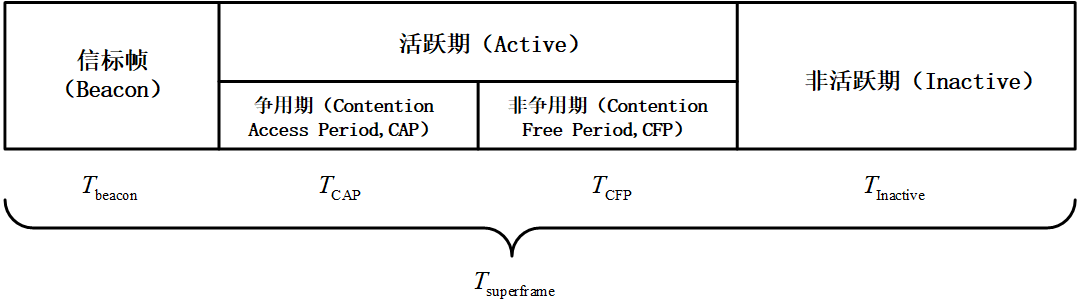 信标帧
（Beacon）
活跃期（Active）
争用期（Contention
Access Period,CAP）
非争用期（Contention
Free Period,CFP）
非活跃期（Inactive）
Tbeacon
TCAP
TCFP
TInactive
Tsuperframe